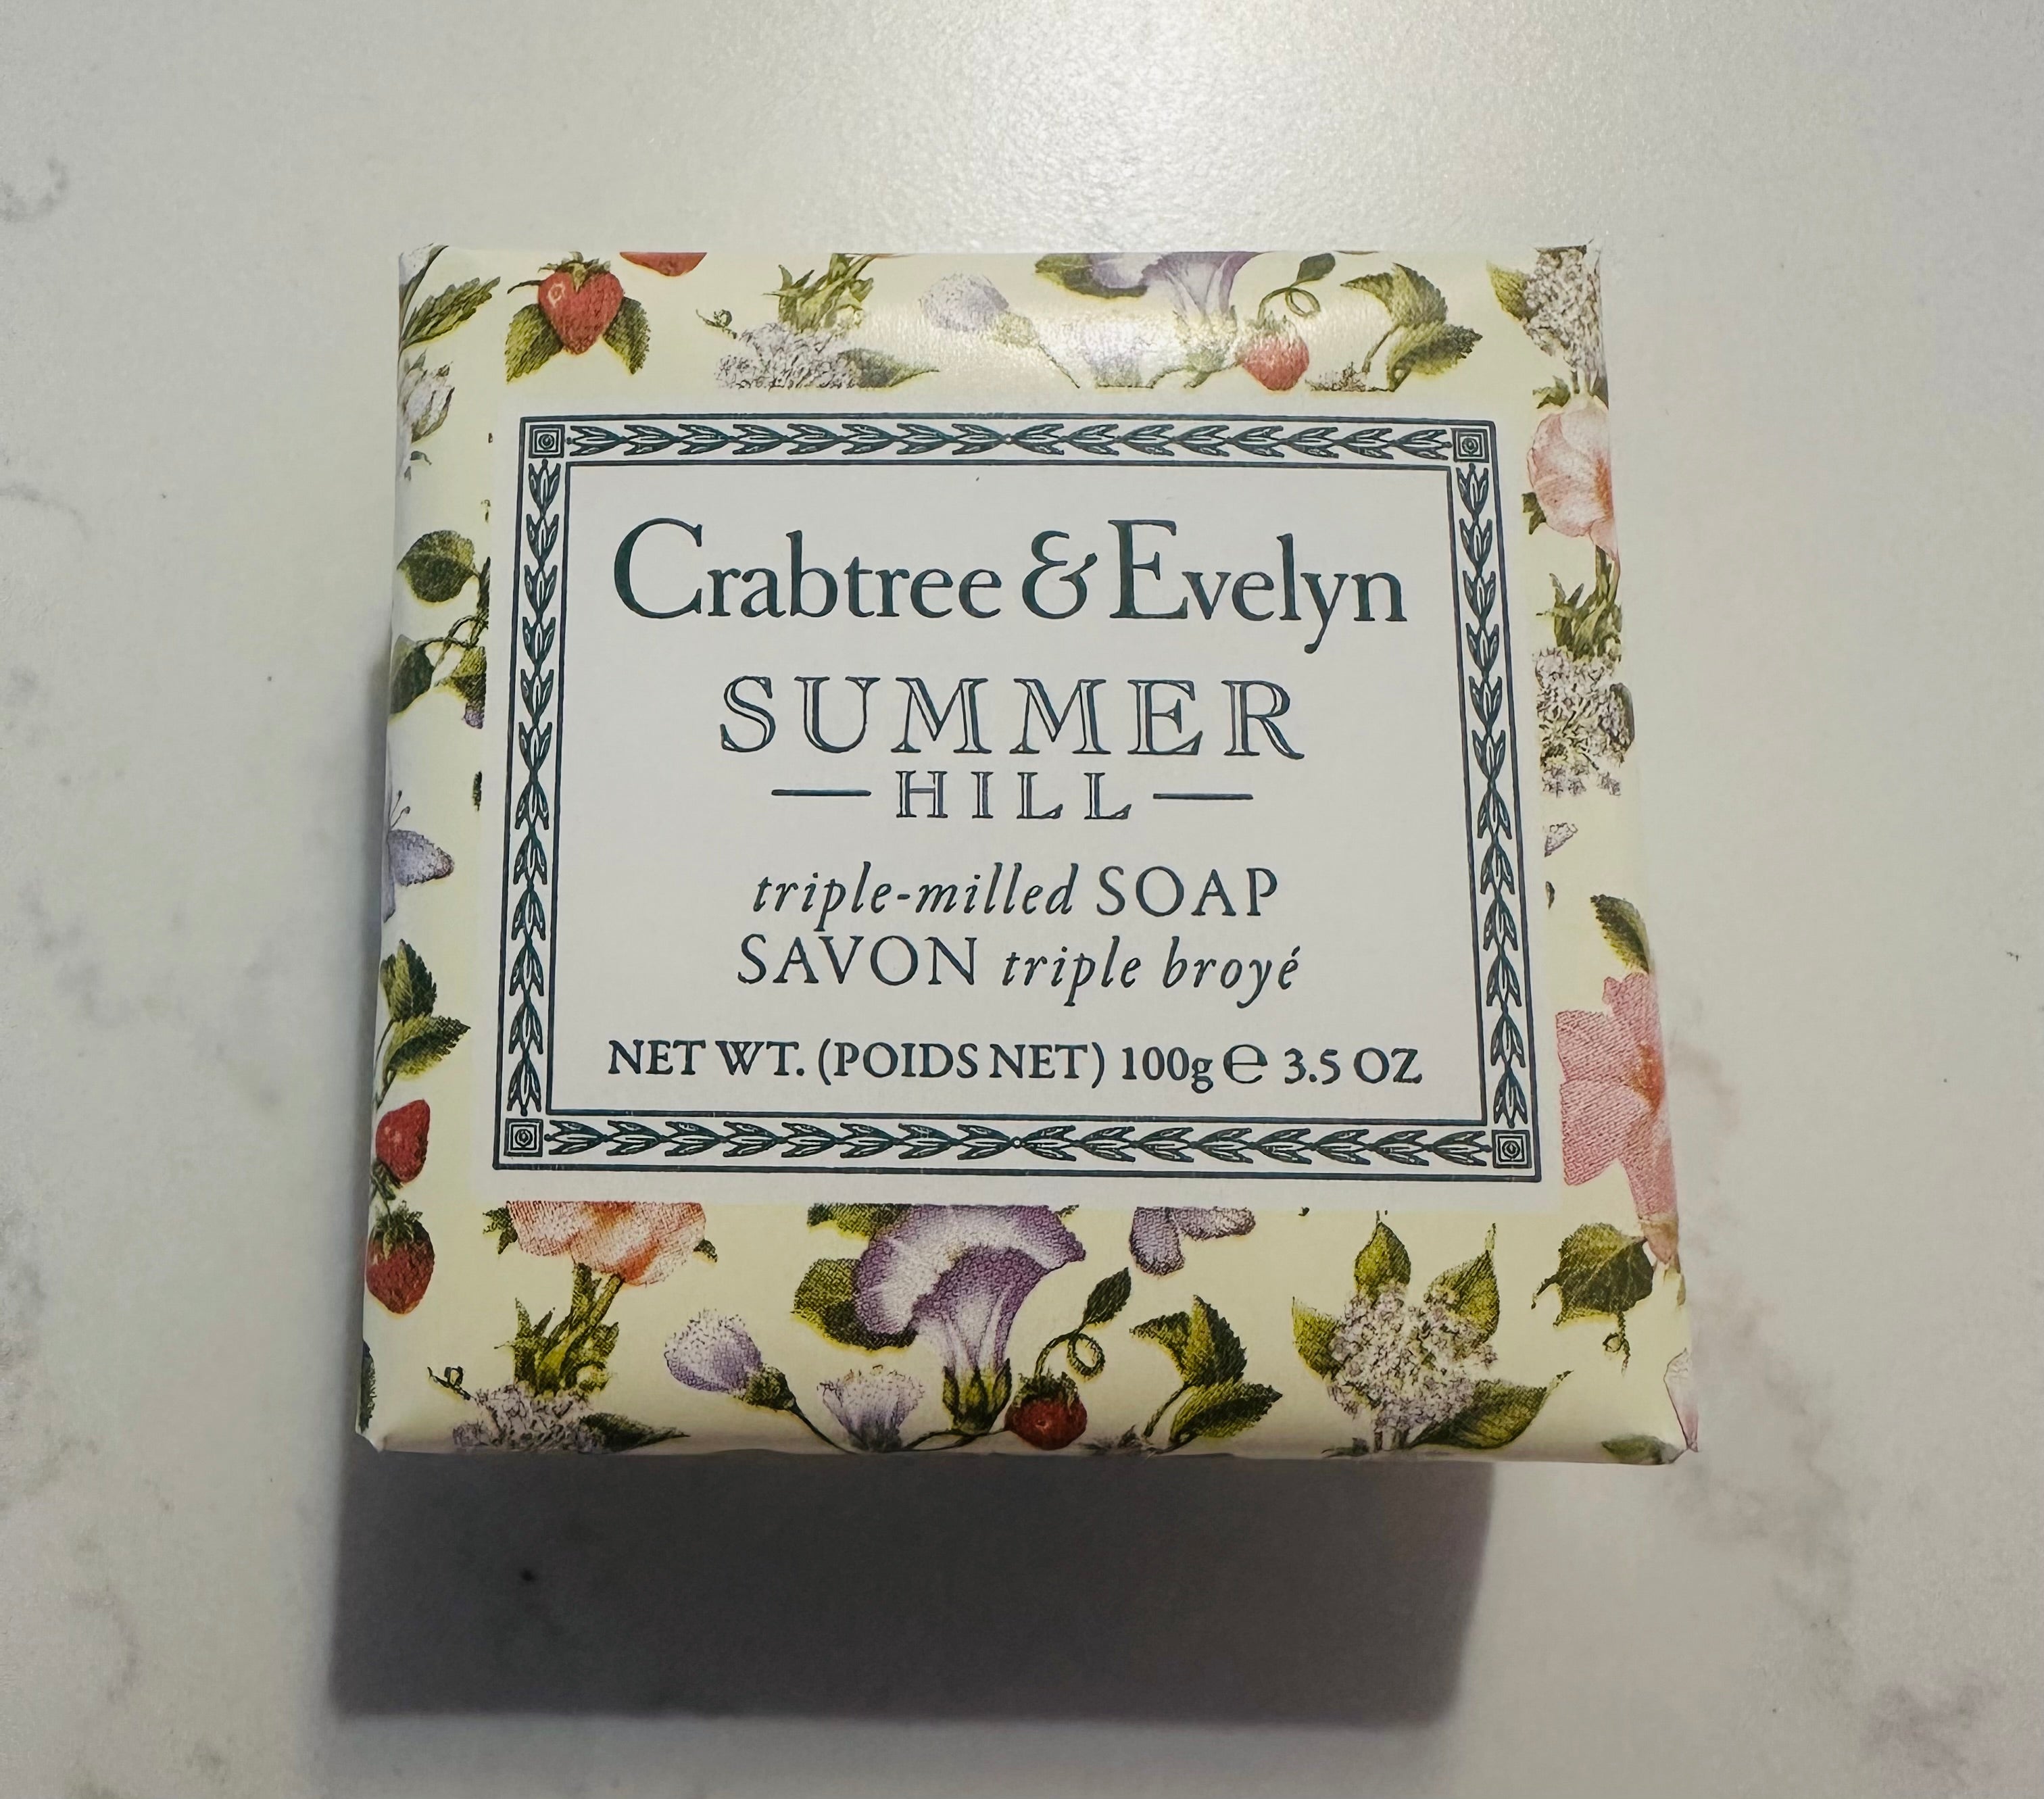 Crabtree & Evelyn
SUMMER
HILL
triple-milled SOAP
SAVON triple broyé
NET WT. (POIDS NET) 100g ℮ 3.5 OZ